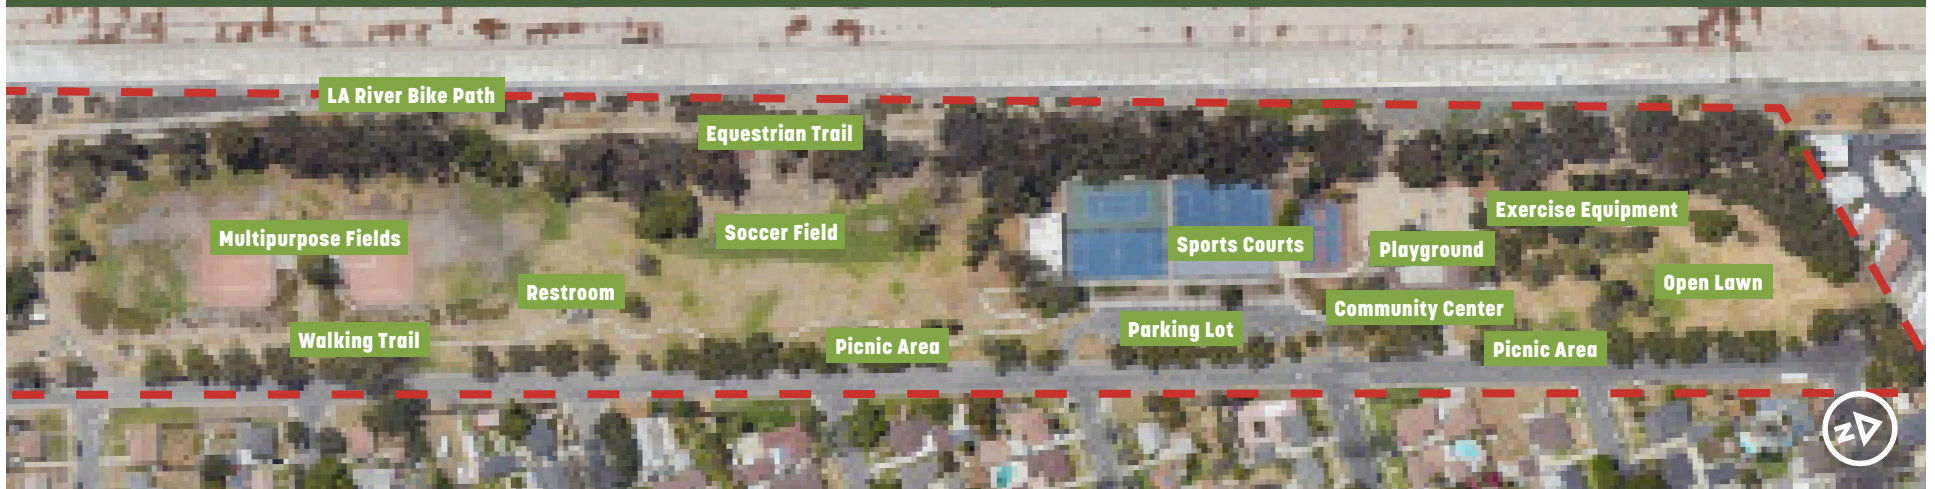 LA River Bike Path
Equestrian Trail
Exercise Equipment
Multipurpose Fields
Soccer Field
Sports Courts
Playground
Restroom
Open Lawn
Community Center
Walking Trail
Parking Lot
Picnic Area
Picnic Area
Z